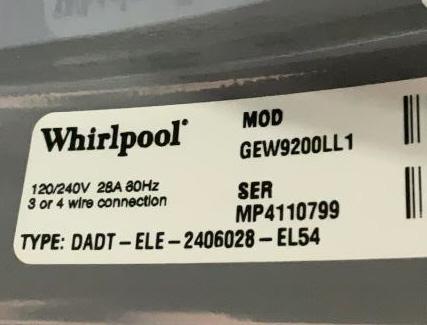 Whirlpool
MOD
GEW9200LL1
120/240V 28A 60Hz
3 or 4 wire connection
SER
MP4110799
TYPE: DADT-ELE-2406028-EL54